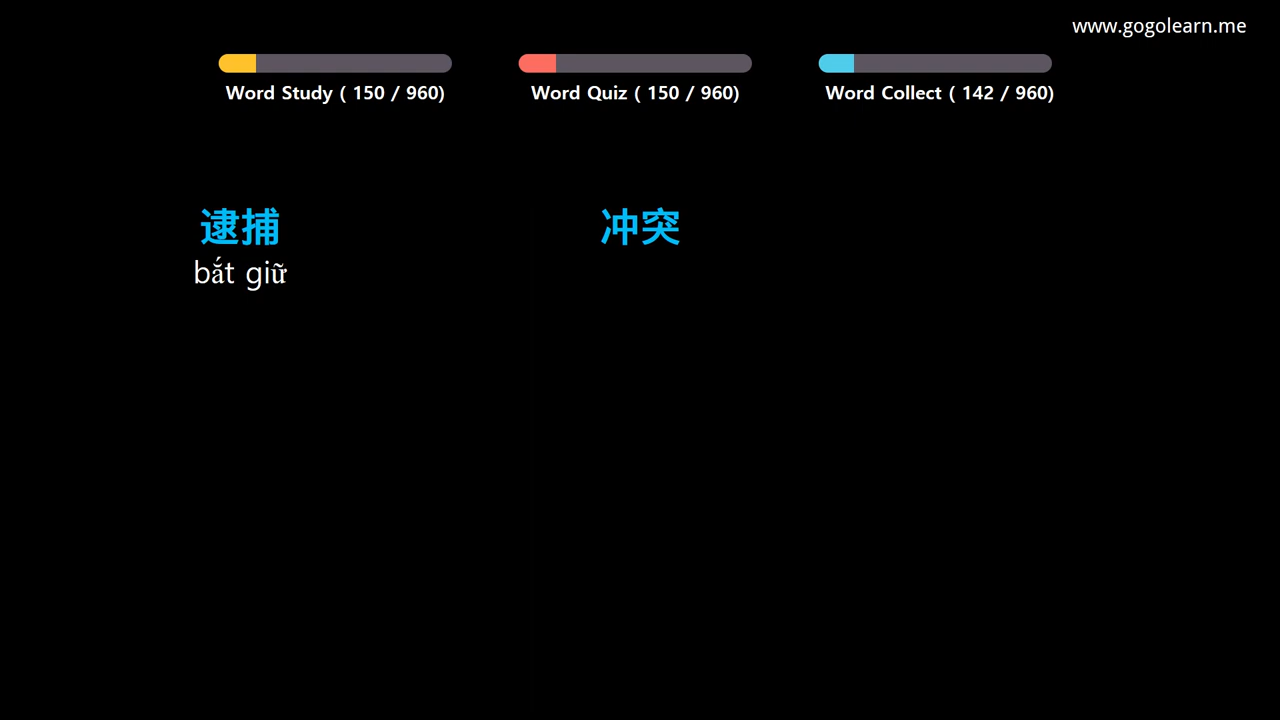 www.gogolearn.me
Word Study ( 150 / 960)
Word Quiz ( 150 / 960)
Word Collect ( 142 / 960)
逮捕
bắt giữ
冲突